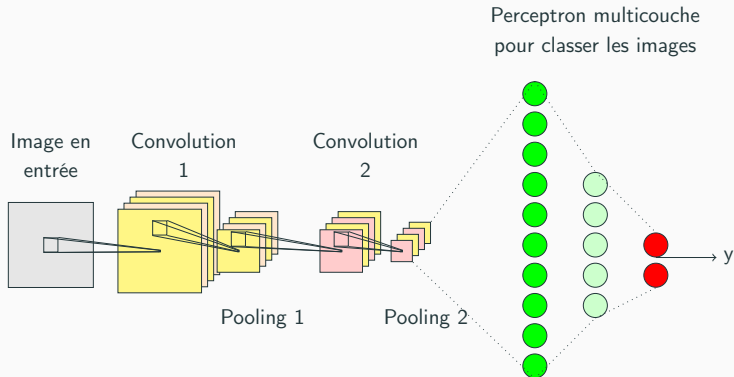 Perceptron multicouche
pour classer les images
Image en
entrée
Convolution
1
Convolution
2
y
Pooling 1
Pooling 2